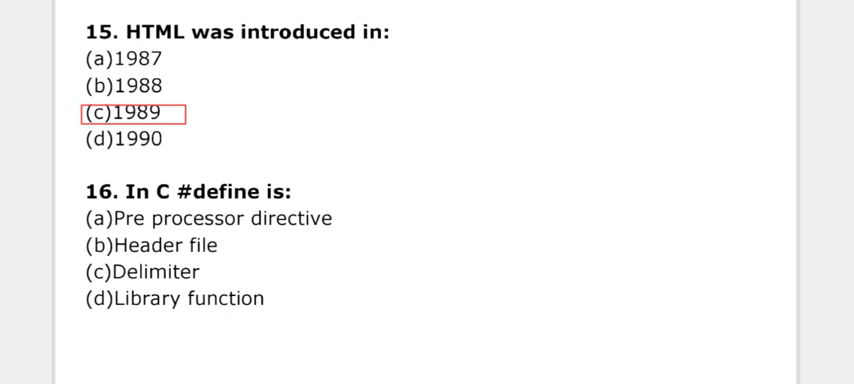 15. HTML was introduced in:
(a)1987
(b)1988
(c)1989
(d)1990
16. In C #define is:
(a)Pre processor directive
(b)Header file
(c)Delimiter
(d)Library function